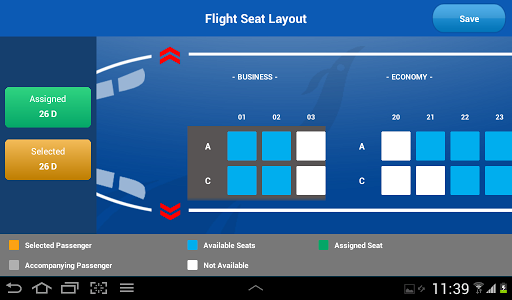 Flight Seat Layout
Save
Assigned
26 D
Selected
26 D
- BUSINESS -
- ECONOMY -
01 02 03
20 21 22 23
A
A
C
C
Selected Passenger
Available Seats
Assigned Seat
Accompanying Passenger
Not Available
11:39